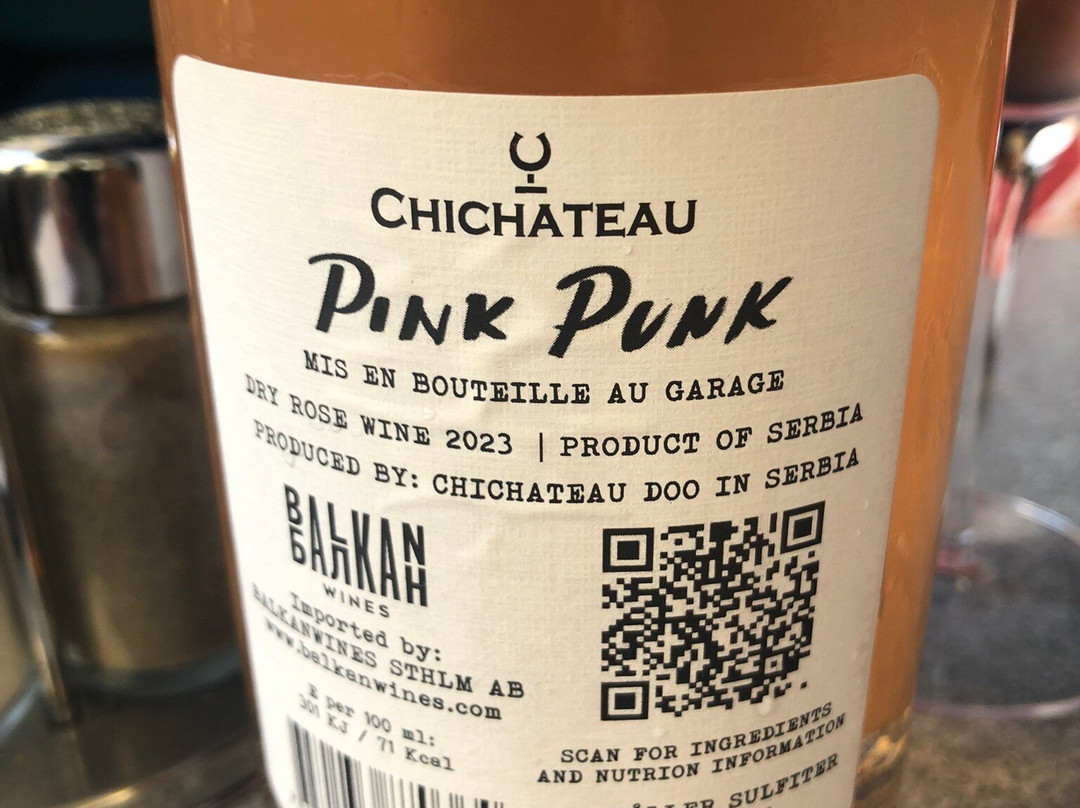 CHICHATEAU
PINK PUNK
MIS EN BOUTEILLE AU GARAGE
DRY ROSE WINE 2023 | PRODUCT OF SERBIA
PRODUCED BY: CHICHATEAU DOO IN SERBIA
BALKAN
БАЛКАН
WINES
Imported by:
BALKANWINES STHLM AB
www.balkanwines.com
E per 100 ml:
301 KJ / 71 Kcal
SCAN FOR INGREDIENTS
AND NUTRION INFORMATION
SULFITER